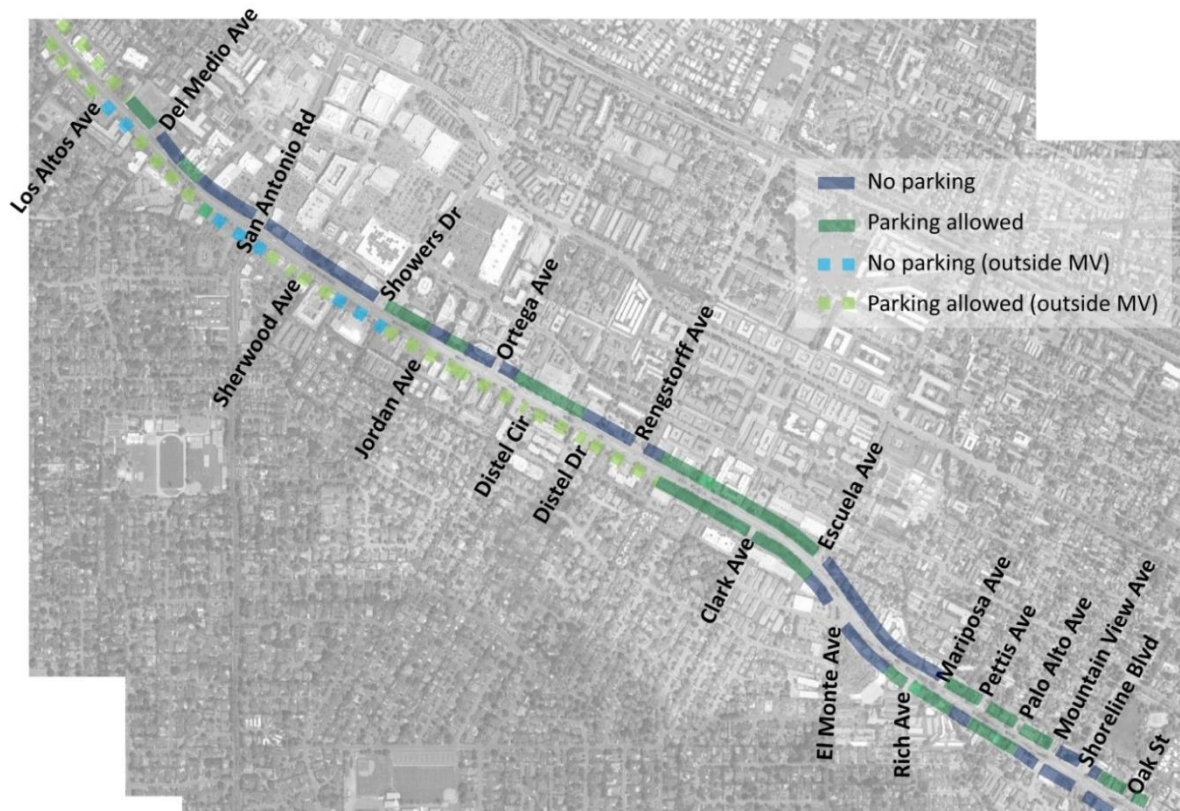 Los Altos Ave
Del Medio Ave
San Antonio Rd
Sherwood Ave
Showers Dr
Jordan Ave
Ortega Ave
Distel Cir
Distel Dr
Rengstorff Ave
Clark Ave
Escuela Ave
El Monte Ave
Rich Ave
Mariposa Ave
Pettis Ave
Palo Alto Ave
Mountain View Ave
Shoreline Blvd
Oak St
No parking
Parking allowed
No parking (outside MV)
Parking allowed (outside MV)